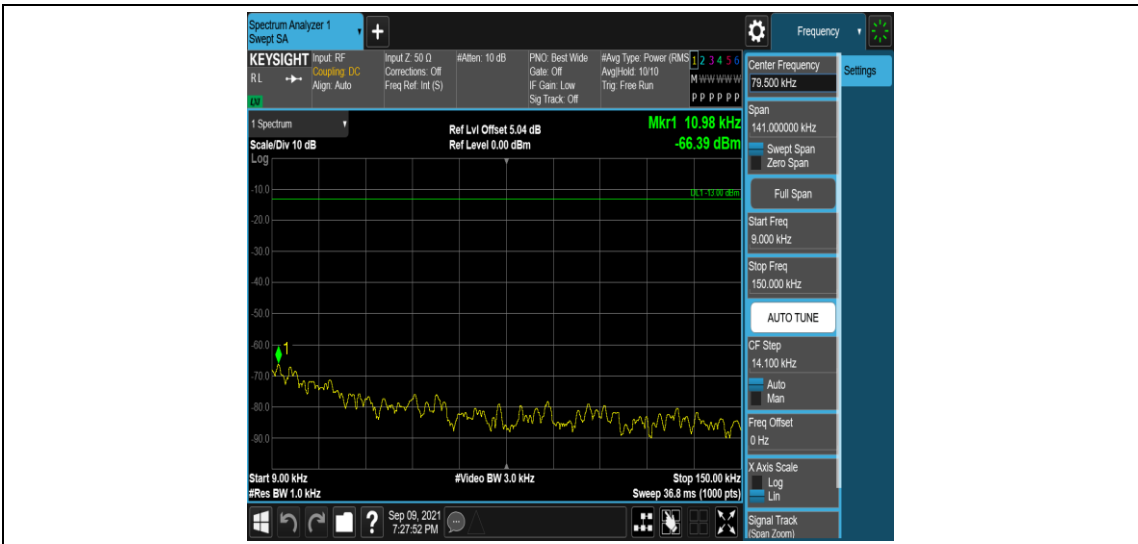 Spectrum Analyzer 1
Swept SA
+
Frequency
KEYSIGHT
RL
LXI
Input: RF
Coupling: DC
Align: Auto
Input Z: 50 Ω
Corrections: Off
Freq Ref: Int (S)
#Atten: 10 dB
PNO: Best Wide
Gate: Off
IF Gain: Low
Sig Track: Off
#Avg Type: Power (RMS
Avg|Hold: 10/10
Trig: Free Run
1 2 3 4 5 6
M W W W W W
P P P P P P
1 Spectrum
Scale/Div 10 dB
Ref Lvl Offset 5.04 dB
Ref Level 0.00 dBm
Mkr1 10.98 kHz
-66.39 dBm
Log
DL1 -13.00 dBm
-10.0
-20.0
-30.0
-40.0
-50.0
-60.0
-70.0
-80.0
-90.0
1
Start 9.00 kHz
#Res BW 1.0 kHz
#Video BW 3.0 kHz
Stop 150.00 kHz
Sweep 36.8 ms (1000 pts)
Sep 09, 2021
7:27:52 PM
?
Center Frequency
79.500 kHz
Settings
Span
141.000000 kHz
Swept Span
Zero Span
Full Span
Start Freq
9.000 kHz
Stop Freq
150.000 kHz
AUTO TUNE
CF Step
14.100 kHz
Auto
Man
Freq Offset
0 Hz
X Axis Scale
Log
Lin
Signal Track
(Span Zoom)